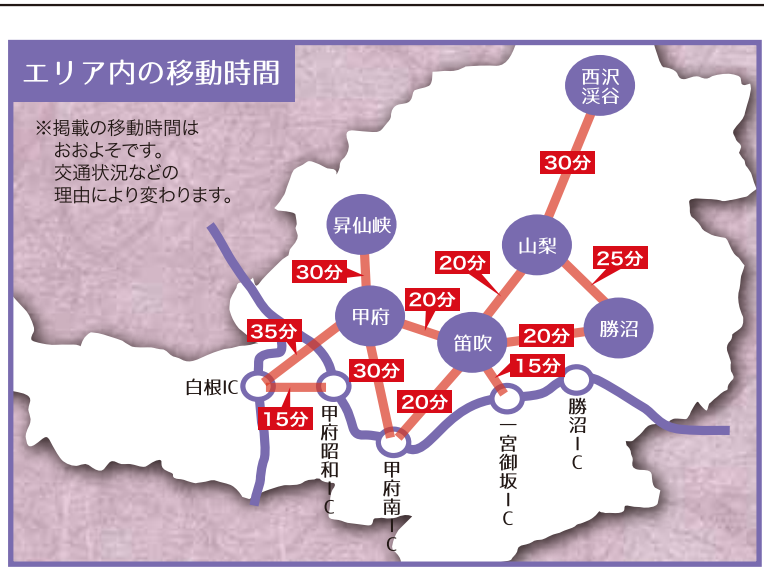 エリア内の移動時間
※掲載の移動時間は
おおよそです。
交通状況などの
理由により変わります。
西沢
渓谷
30分
昇仙峡
山梨
30分
20分
25分
甲府
20分
笛吹
勝沼
20分
35分
30分
15分
白根IC
15分
20分
甲府昭和IC
甲府南IC
一宮御坂IC
勝沼IC